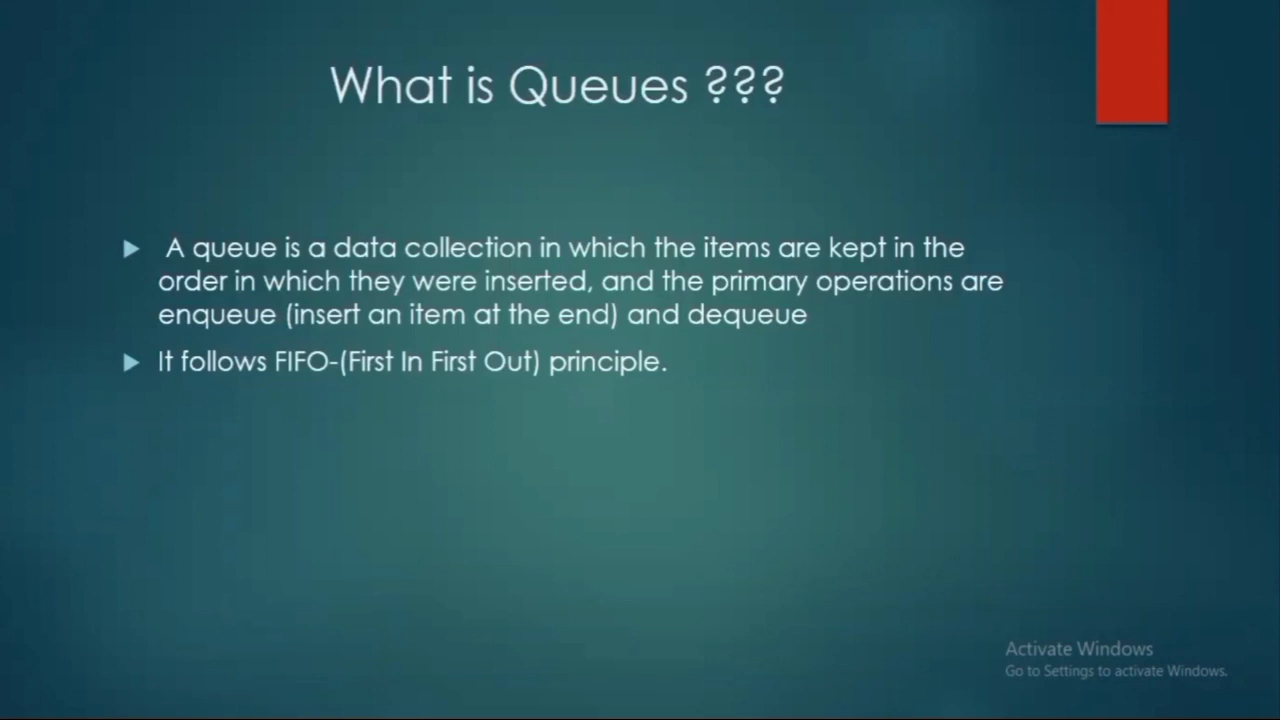 What is Queues ???
A queue is a data collection in which the items are kept in the
order in which they were inserted, and the primary operations are
enqueue (insert an item at the end) and dequeue
It follows FIFO-(First In First Out) principle.
Activate Windows
Go to Settings to activate Windows.